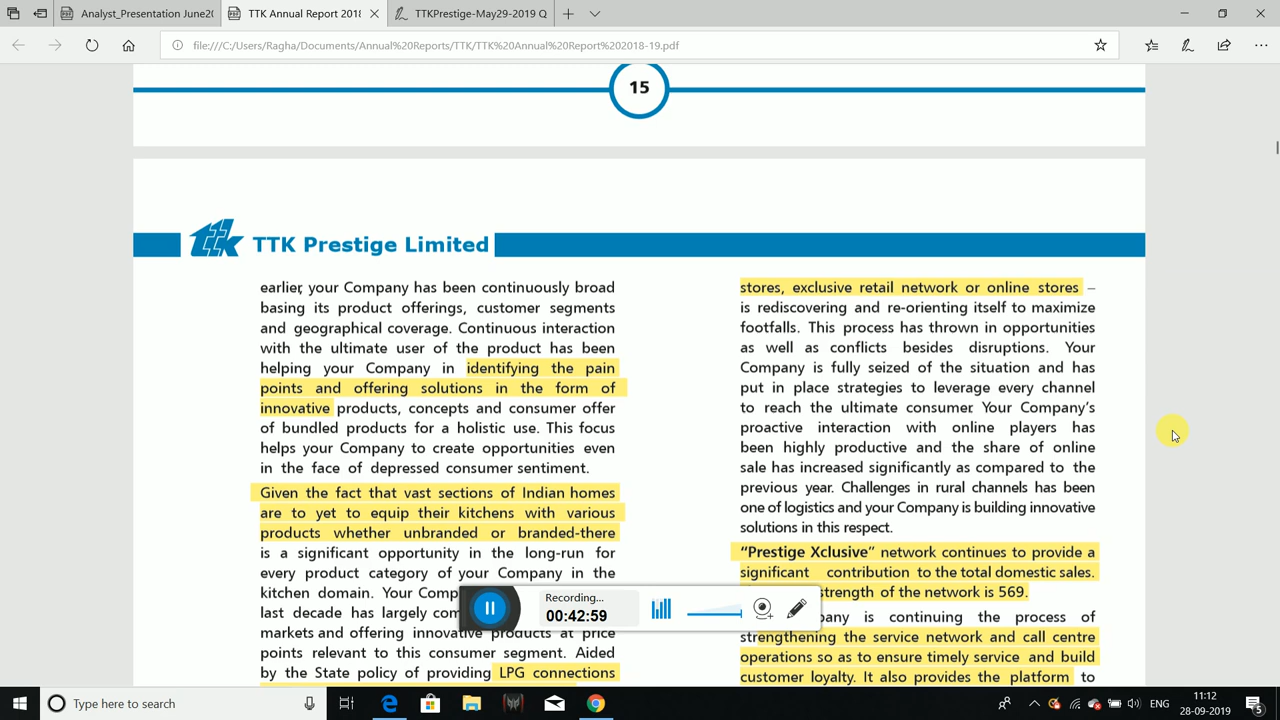 Analyst_Presentation June20
TTK Annual Report 2018
TTKPrestige-May29-2019 Q
file:///C:/Users/Ragha/Documents/Annual%20Reports/TTK/TTK%20Annual%20Report%202018-19.pdf
15
TTK Prestige Limited
earlier, your Company has been continuously broad
basing its product offerings, customer segments
and geographical coverage. Continuous interaction
with the ultimate user of the product has been
helping your Company in identifying the pain
points and offering solutions in the form of
innovative products, concepts and consumer offer
of bundled products for a holistic use. This focus
helps your Company to create opportunities even
in the face of depressed consumer sentiment.
Given the fact that vast sections of Indian homes
are to yet to equip their kitchens with various
products whether unbranded or branded-there
is a significant opportunity in the long-run for
every product category of your Company in the
kitchen domain. Your Comp
last decade has largely con
markets and offering innovative products at price
points relevant to this consumer segment. Aided
by the State policy of providing LPG connections
stores, exclusive retail network or online stores –
is rediscovering and re-orienting itself to maximize
footfalls. This process has thrown in opportunities
as well as conflicts besides disruptions. Your
Company is fully seized of the situation and has
put in place strategies to leverage every channel
to reach the ultimate consumer. Your Company's
proactive interaction with online players has
been highly productive and the share of online
sale has increased significantly as compared to the
previous year. Challenges in rural channels has been
one of logistics and your Company is building innovative
solutions in this respect.
"Prestige Xclusive" network continues to provide a
significant contribution to the total domestic sales.
strength of the network is 569.
pany is continuing the process of
strengthening the service network and call centre
operations so as to ensure timely service and build
customer loyalty. It also provides the platform to
Recording...
00:42:59
Type here to search
ENG
11:12
28-09-2019
5